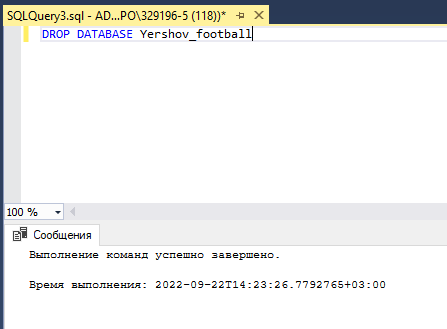 SQLQuery3.sql - AD...PO\329196-5 (118))*
DROP DATABASE Yershov_football
100 %
Сообщения
Выполнение команд успешно завершено.
Время выполнения: 2022-09-22T14:23:26.7792765+03:00